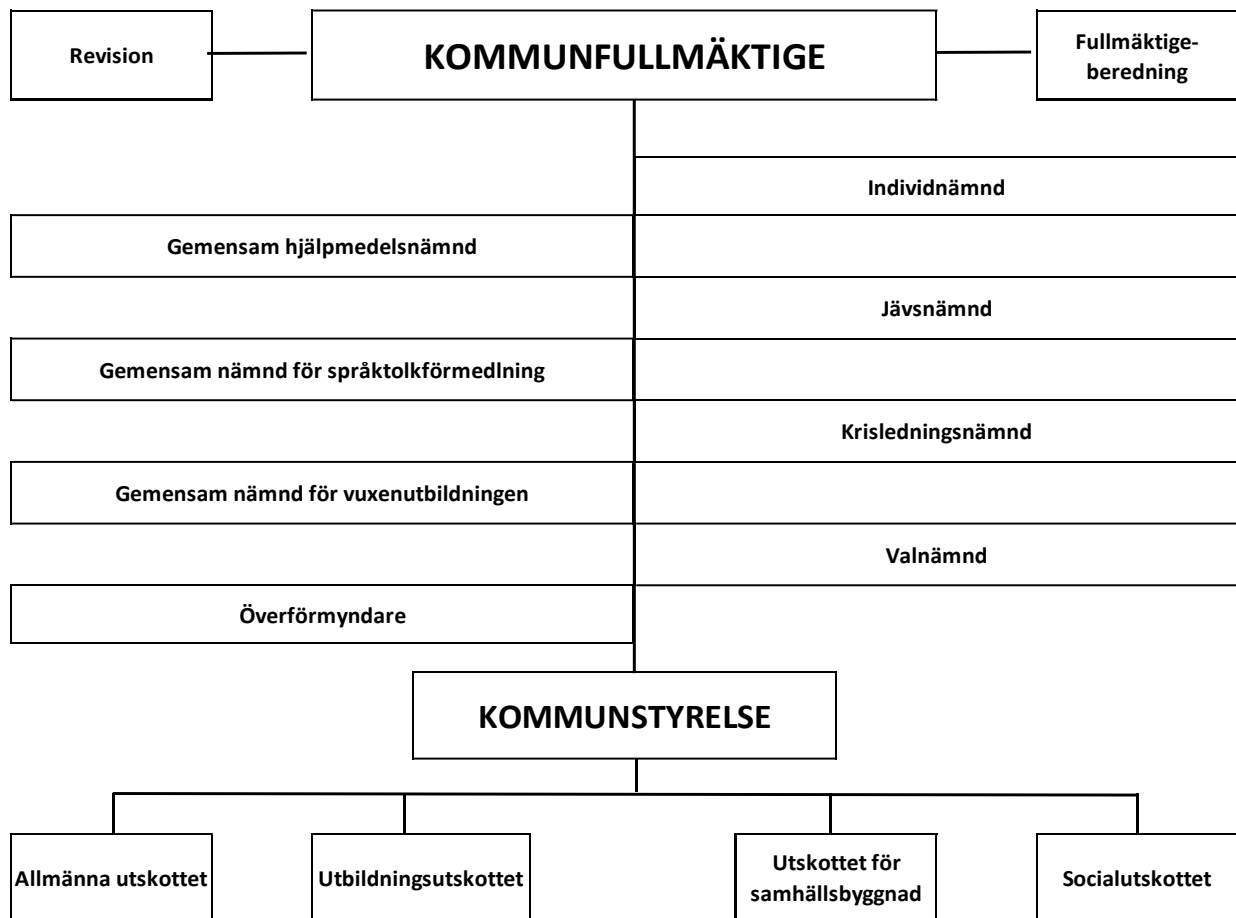 Revision
KOMMUNFULLMÄKTIGE
Fullmäktige-
beredning
Individnämnd
Gemensam hjälpmedelsnämnd
Jävsnämnd
Gemensam nämnd för språktolkförmedlning
Krisledningsnämnd
Gemensam nämnd för vuxenutbildningen
Valnämnd
Överförmyndare
KOMMUNSTYRELSE
Allmänna utskottet
Utbildningsutskottet
Utskottet för
samhällsbyggnad
Socialutskottet